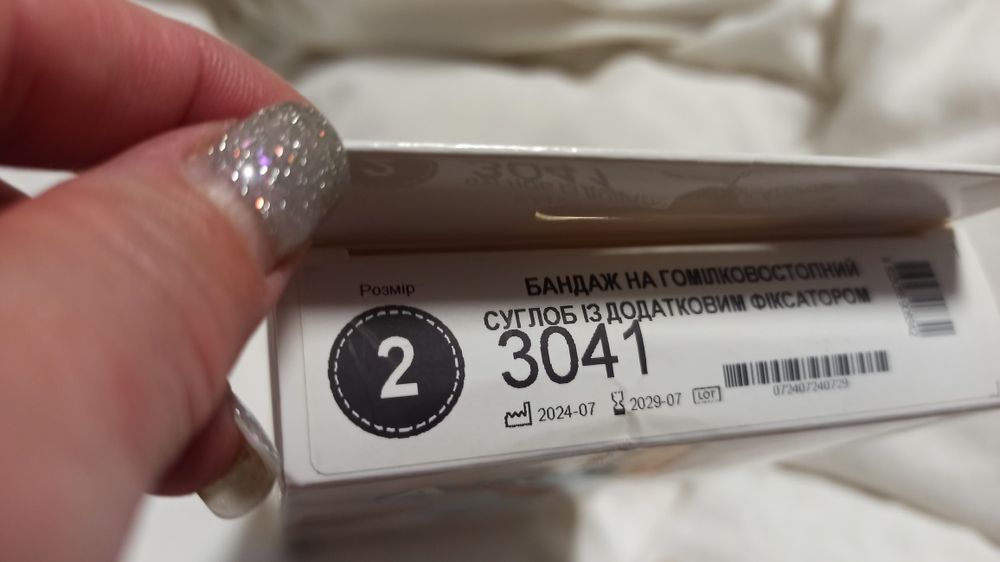 Розмір
2
БАНДАЖ НА ГОМІЛКОВОСТОПНИЙ
СУГЛОБ ІЗ ДОДАТКОВИМ ФІКСАТОРОМ
3041
2024-07 2029-07 LOT
072407240729